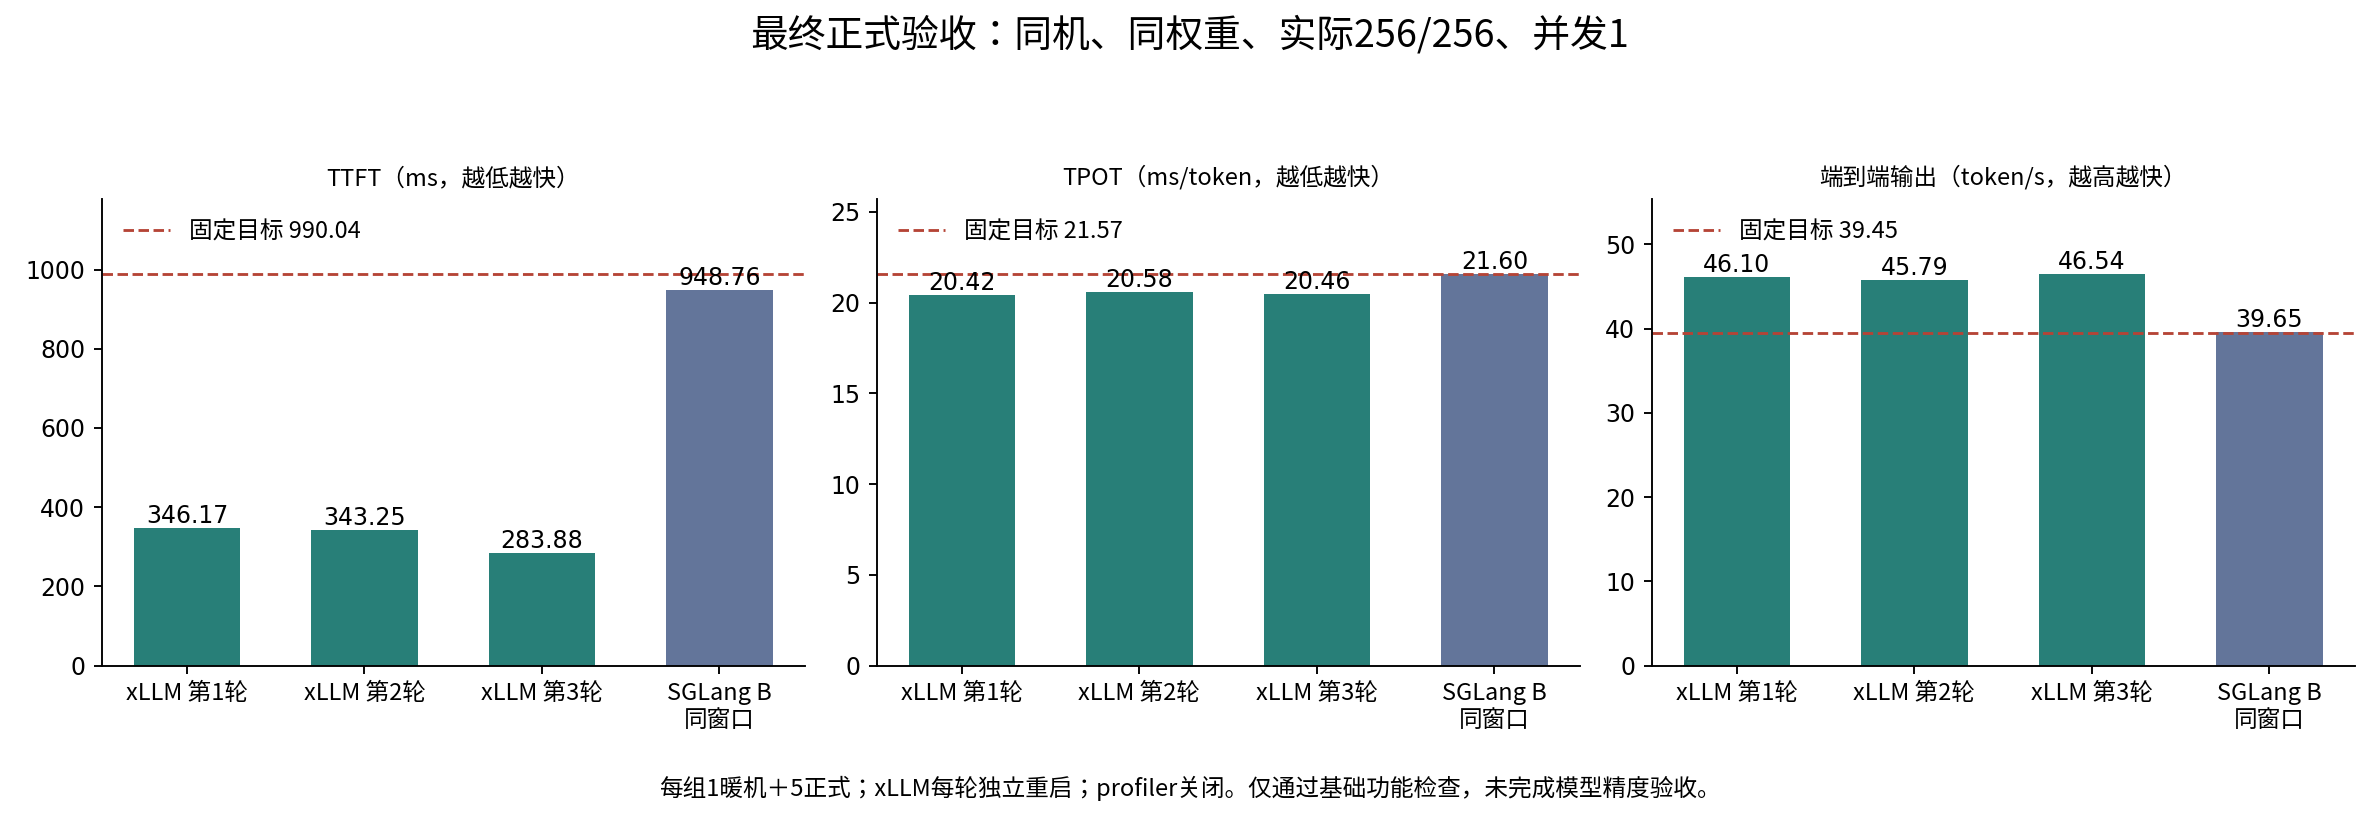 最终正式验收：同机、同权重、实际256/256、并发1
TTFT（ms，越低越快）
固定目标 990.04
1000
800
600
400
200
0
346.17
343.25
283.88
948.76
xLLM 第1轮
xLLM 第2轮
xLLM 第3轮
SGLang B
同窗口
TPOT（ms/token，越低越快）
固定目标 21.57
25
20
15
10
5
0
20.42
20.58
20.46
21.60
xLLM 第1轮
xLLM 第2轮
xLLM 第3轮
SGLang B
同窗口
端到端输出（token/s，越高越快）
固定目标 39.45
50
40
30
20
10
0
46.10
45.79
46.54
39.65
xLLM 第1轮
xLLM 第2轮
xLLM 第3轮
SGLang B
同窗口
每组1暖机＋5正式；xLLM每轮独立重启；profiler关闭。仅通过基础功能检查，未完成模型精度验收。